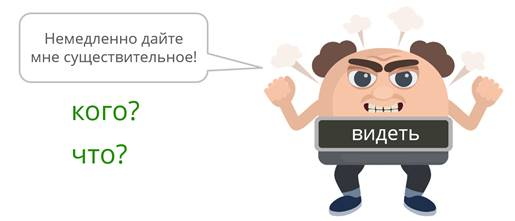 Немедленно дайте
мне существительное!
кого?
что?
видеть